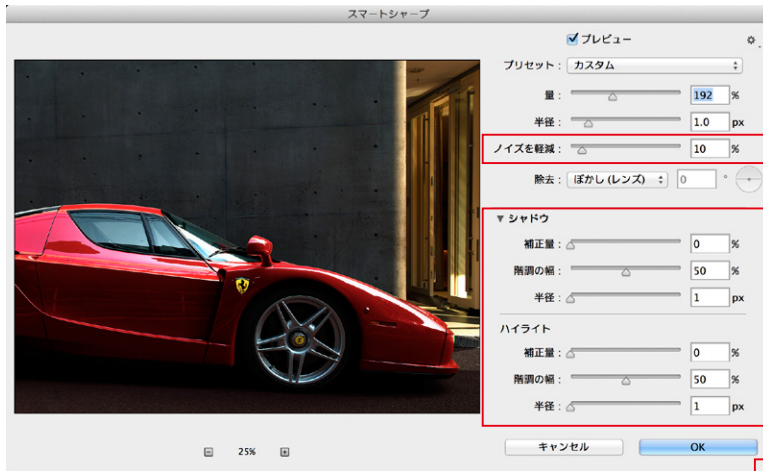 スマートシャープ
プレビュー
プリセット： カスタム
量： 192 %
半径： 1.0 px
ノイズを軽減： 10 %
除去： ぼかし (レンズ) 0 °
▼ シャドウ
補正量： 0 %
階調の幅： 50 %
半径： 1 px
ハイライト
補正量： 0 %
階調の幅： 50 %
半径： 1 px
25%
キャンセル OK